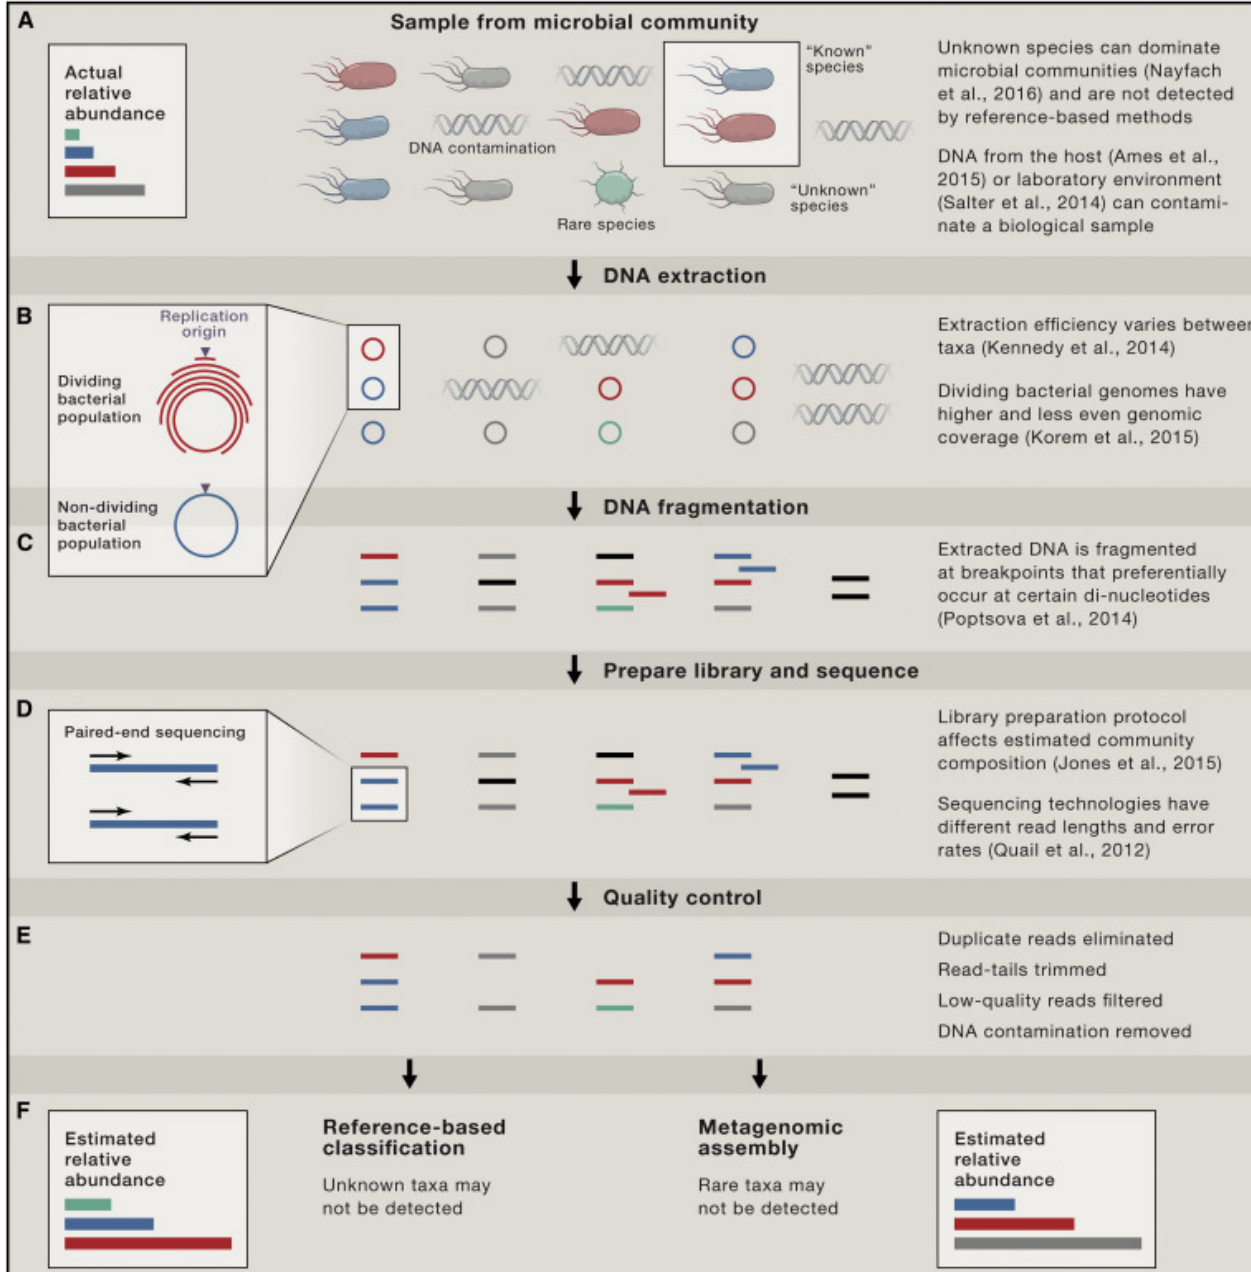 A
Sample from microbial community
Actual
relative
abundance
"Known"
species
DNA contamination
Rare species
"Unknown"
species
Unknown species can dominate
microbial communities (Nayfach
et al., 2016) and are not detected
by reference-based methods
DNA from the host (Ames et al.,
2015) or laboratory environment
(Salter et al., 2014) can contami-
nate a biological sample
DNA extraction
B
Replication
origin
Dividing
bacterial
population
Non-dividing
bacterial
population
Extraction efficiency varies between
taxa (Kennedy et al., 2014)
Dividing bacterial genomes have
higher and less even genomic
coverage (Korem et al., 2015)
DNA fragmentation
C
Extracted DNA is fragmented
at breakpoints that preferentially
occur at certain di-nucleotides
(Poptsova et al., 2014)
Prepare library and sequence
D
Paired-end sequencing
Library preparation protocol
affects estimated community
composition (Jones et al., 2015)
Sequencing technologies have
different read lengths and error
rates (Quail et al., 2012)
Quality control
E
Duplicate reads eliminated
Read-tails trimmed
Low-quality reads filtered
DNA contamination removed
F
Estimated
relative
abundance
Reference-based
classification
Unknown taxa may
not be detected
Metagenomic
assembly
Rare taxa may
not be detected
Estimated
relative
abundance